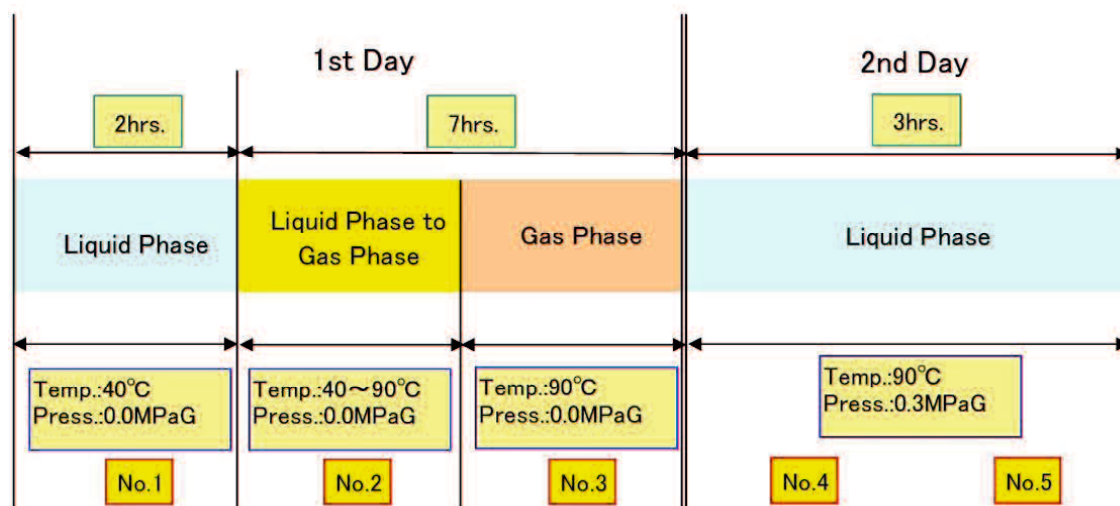 1st Day
2nd Day
2hrs.
7hrs.
3hrs.
Liquid Phase
Liquid Phase to
Gas Phase
Gas Phase
Liquid Phase
Temp.:40℃
Press.:0.0MPaG
Temp.:40～90℃
Press.:0.0MPaG
Temp.:90℃
Press.:0.0MPaG
Temp.:90℃
Press.:0.3MPaG
No.1
No.2
No.3
No.4
No.5